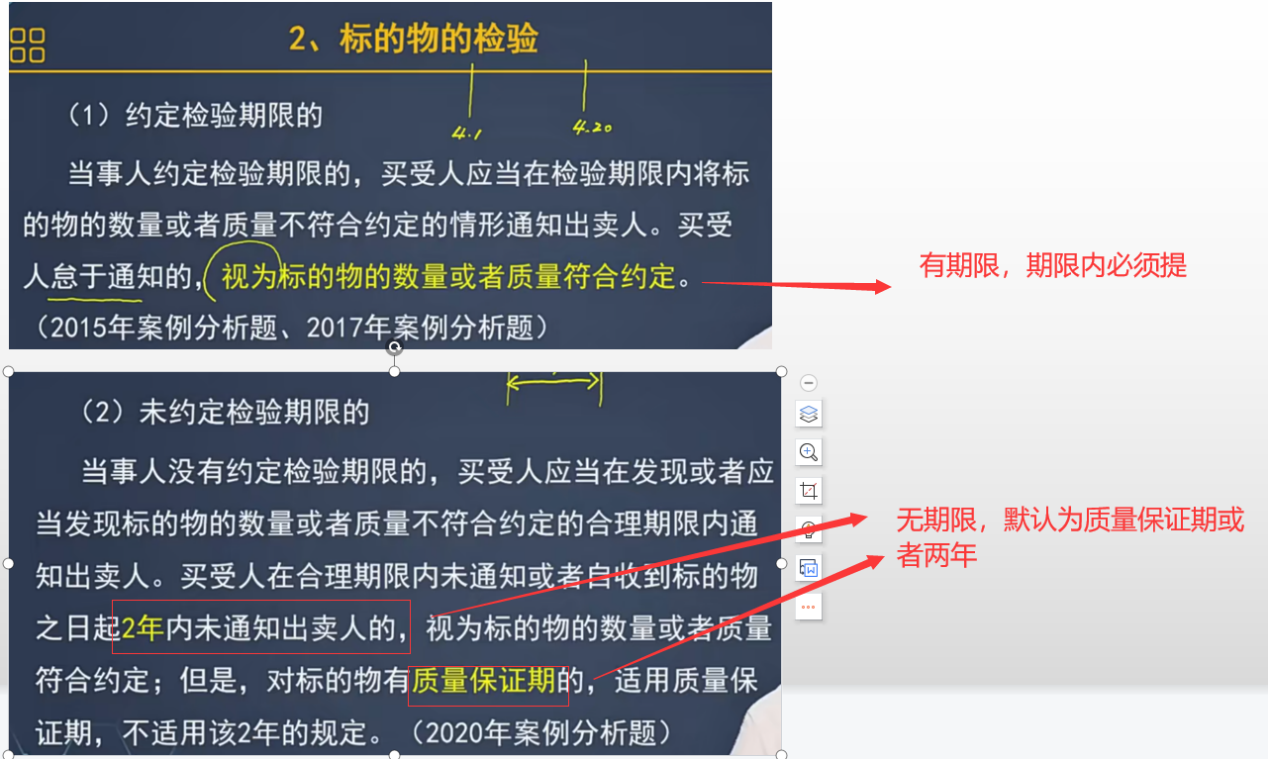 2、标的物的检验
（1）约定检验期限的
4.1
4.20
当事人约定检验期限的，买受人应当在检验期限内将标
的物的数量或者质量不符合约定的情形通知出卖人。买受
人怠于通知的，视为标的物的数量或者质量符合约定。
（2015年案例分析题、2017年案例分析题）
有期限，期限内必须提
（2）未约定检验期限的
当事人没有约定检验期限的，买受人应当在发现或者应
当发现标的物的数量或者质量不符合约定的合理期限内通
知出卖人。买受人在合理期限内未通知或者自收到标的物
之日起2年内未通知出卖人的，视为标的物的数量或者质量
符合约定；但是，对标的物有质量保证期的，适用质量保
证期，不适用该2年的规定。（2020年案例分析题）
无期限，默认为质量保证期或
者两年